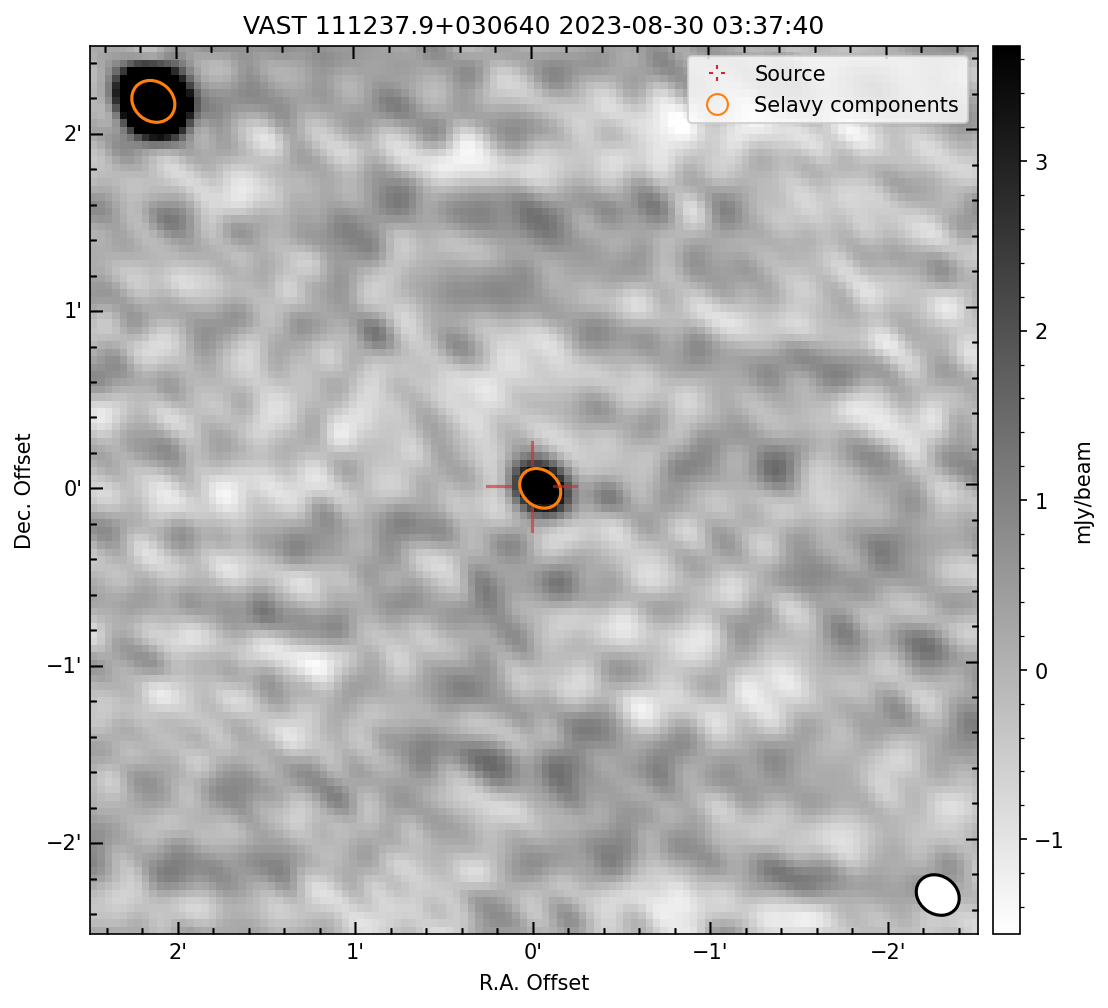 VAST 111237.9+030640 2023-08-30 03:37:40
Source
Selavy components
2'
1'
0'
−1'
−2'
Dec. Offset
2'
1'
0'
−1'
−2'
R.A. Offset
3
2
1
0
−1
mJy/beam